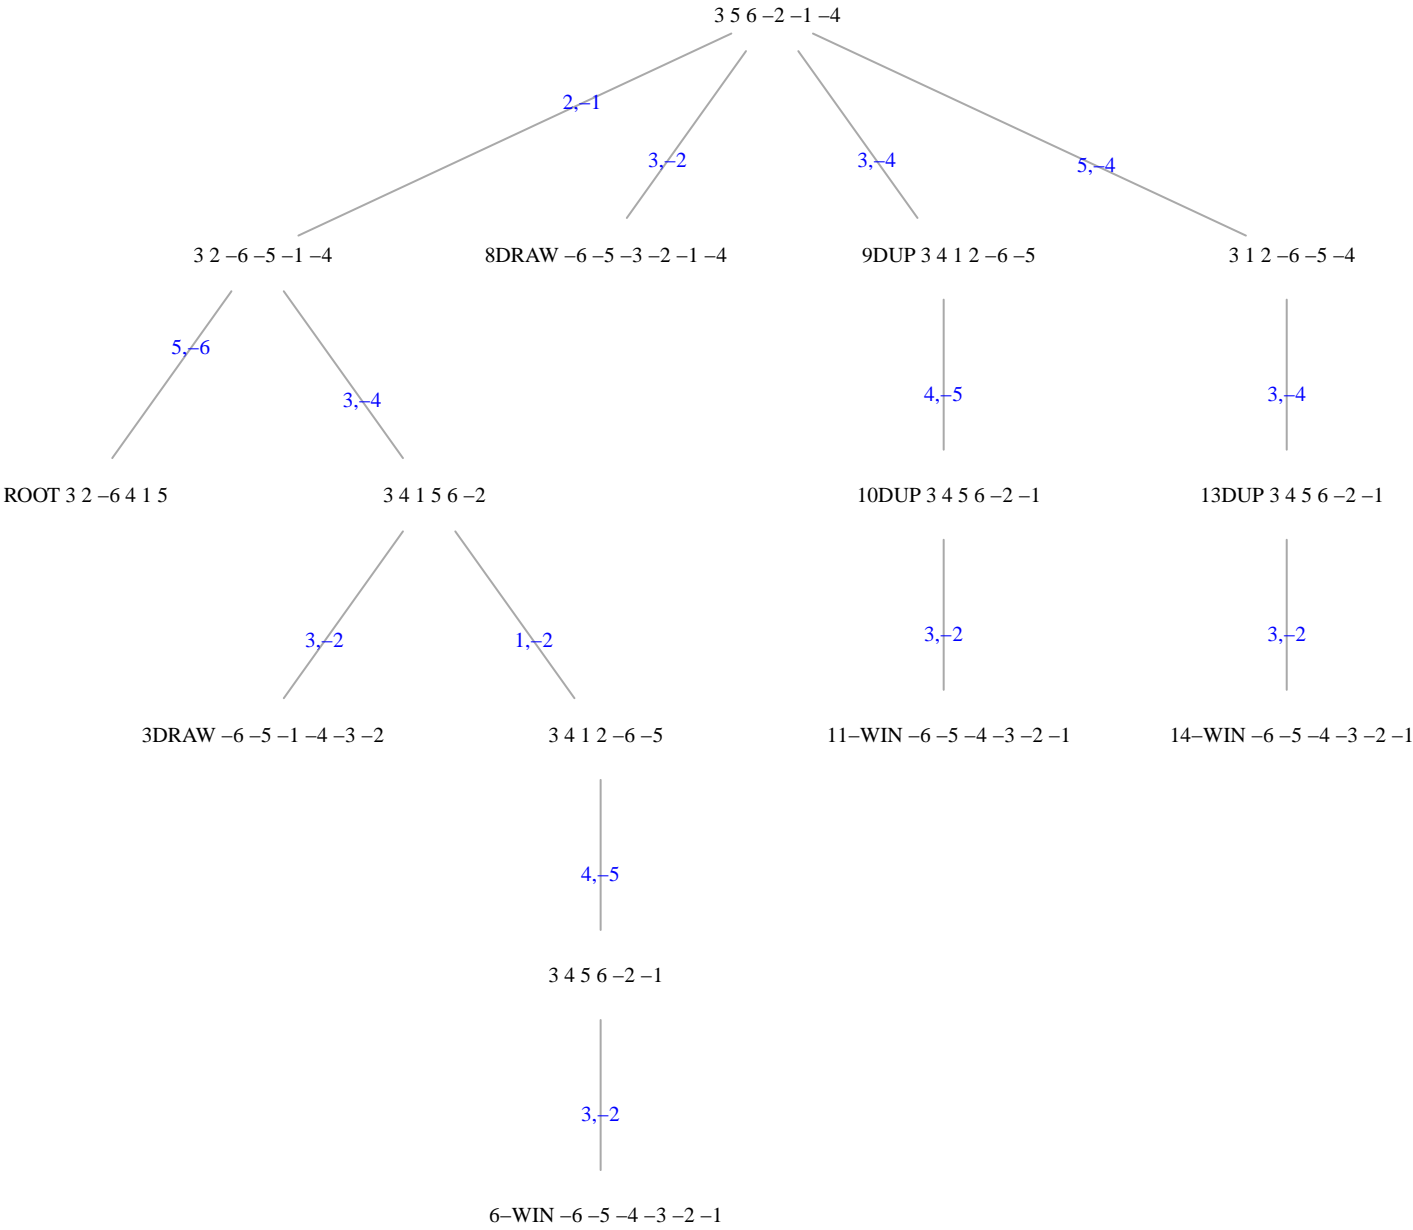 3 5 6 –2 –1 –4
2,–1
3,–2
3,–4
5,–4
3 2 –6 –5 –1 –4
8DRAW –6 –5 –3 –2 –1 –4
9DUP 3 4 1 2 –6 –5
3 1 2 –6 –5 –4
5,–6
3,–4
4,–5
3,–4
ROOT 3 2 –6 4 1 5
3 4 1 5 6 –2
10DUP 3 4 5 6 –2 –1
13DUP 3 4 5 6 –2 –1
3,–2
1,–2
3,–2
3,–2
3DRAW –6 –5 –1 –4 –3 –2
3 4 1 2 –6 –5
11–WIN –6 –5 –4 –3 –2 –1
14–WIN –6 –5 –4 –3 –2 –1
4,–5
3 4 5 6 –2 –1
3,–2
6–WIN –6 –5 –4 –3 –2 –1